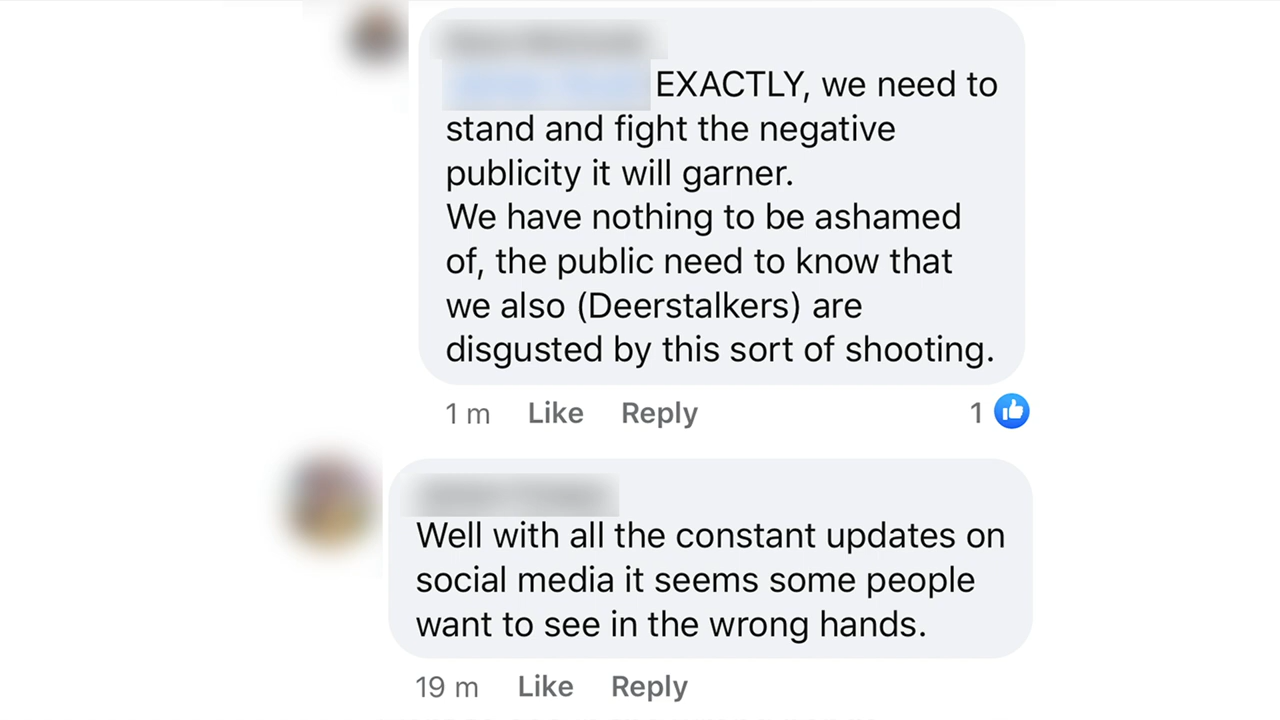 EXACTLY, we need to
stand and fight the negative
publicity it will garner.
We have nothing to be ashamed
of, the public need to know that
we also (Deerstalkers) are
disgusted by this sort of shooting.
1 m Like Reply 1
Well with all the constant updates on
social media it seems some people
want to see in the wrong hands.
19 m Like Reply